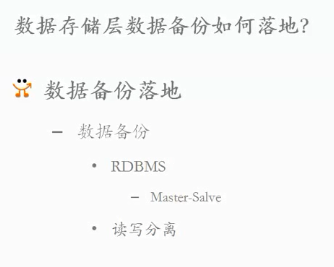 数据存储层数据备份如何落地?
数据备份落地
– 数据备份
• RDBMS
– Master-Salve
• 读写分离